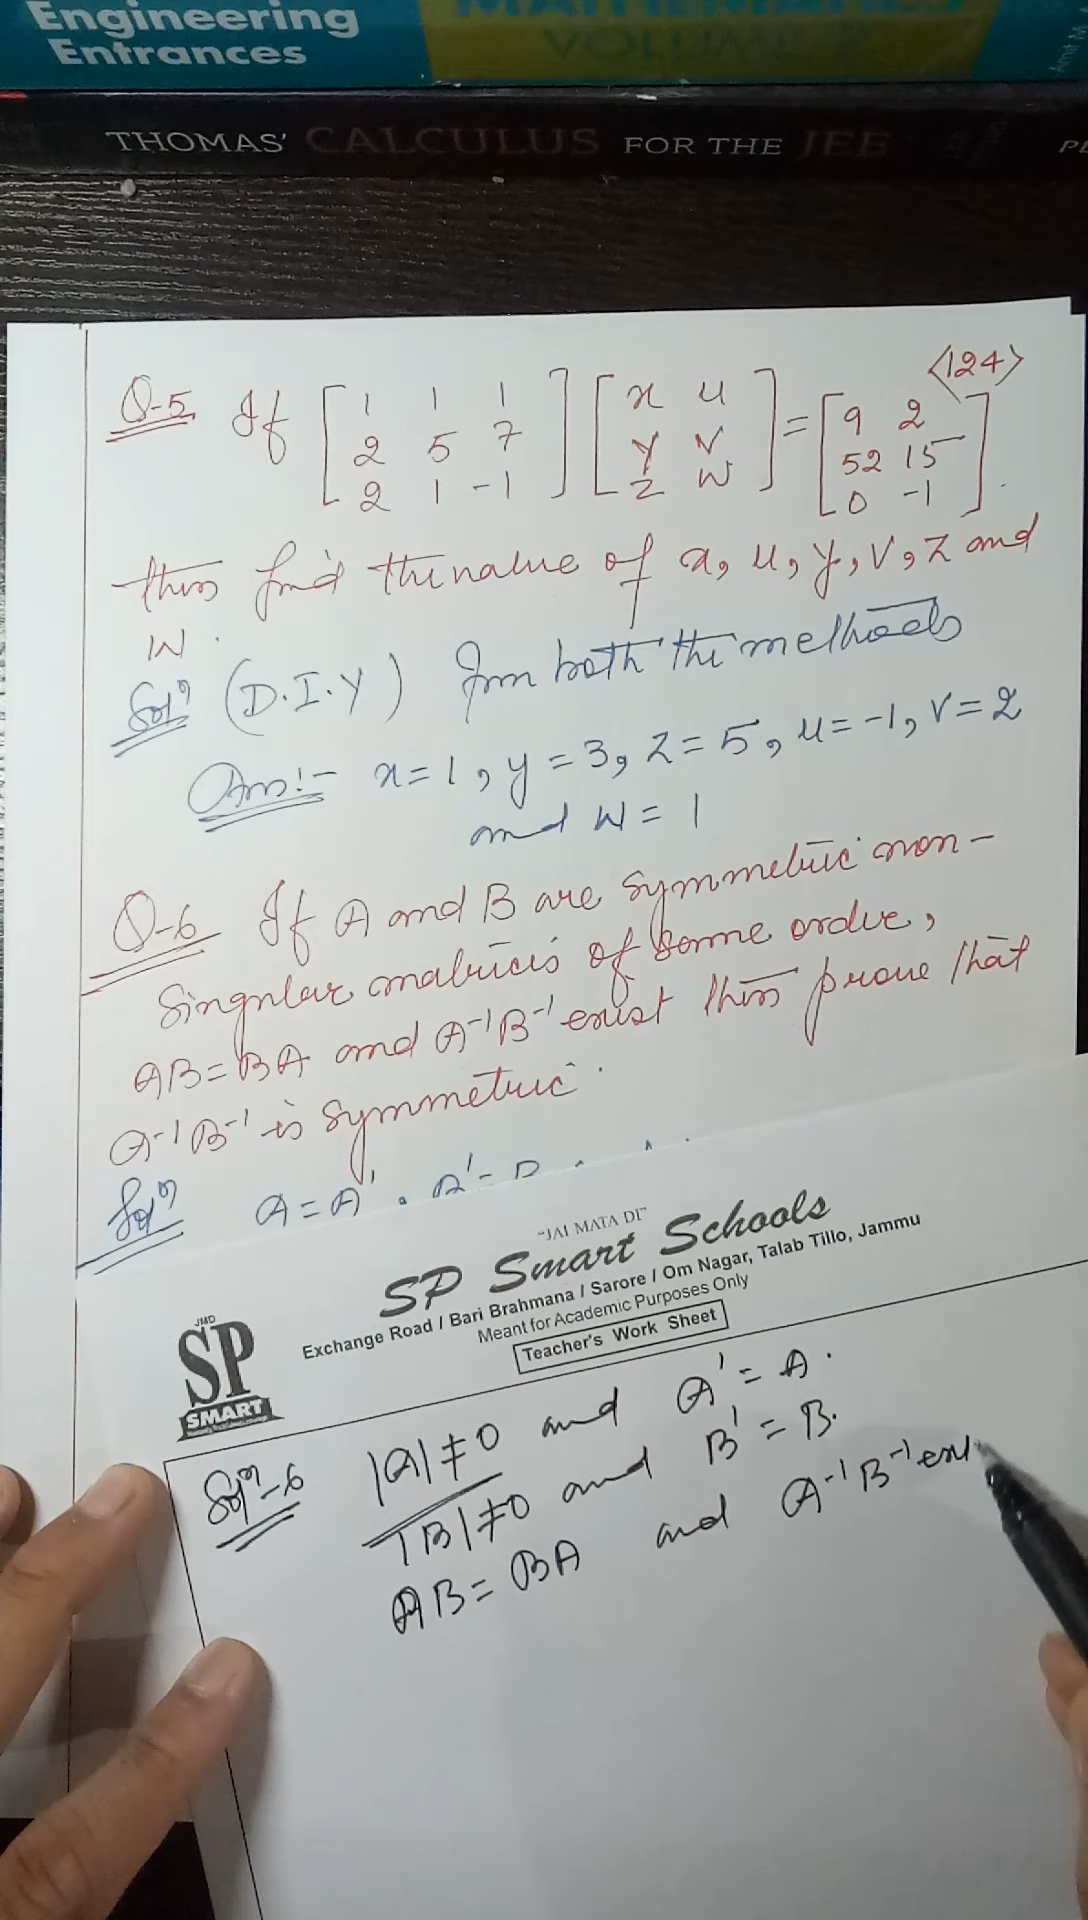 Engineering
Entrances
MATHEMATICS
VOLUME
THOMAS' CALCULUS FOR THE JEE
<124>
Q-5 If [1 1 1 [x u = [9 2
2 5 7 y v 52 15
2 1 -1] z w] 0 -1].
then find the value of x, u, y, v, z and
w.
Solⁿ (D.I.Y) from both the methods
Ans:- x=1, y=3, z=5, u=-1, v=2
and w=1
Q-6 If A and B are symmetric non-
singular matrices of same order,
AB=BA and A⁻¹B⁻¹ exist then prove that
A⁻¹B⁻¹ is symmetric.
Solⁿ A=A'
"JAI MATA DI"
SP Smart Schools
Exchange Road / Bari Brahmana / Sarore / Om Nagar, Talab Tillo, Jammu
Meant for Academic Purposes Only
Teacher's Work Sheet
JMD
SP
SMART
Solⁿ-6 |A|≠0 and A'=A.
|B|≠0 and B'=B.
AB=BA and A⁻¹B⁻¹ exi